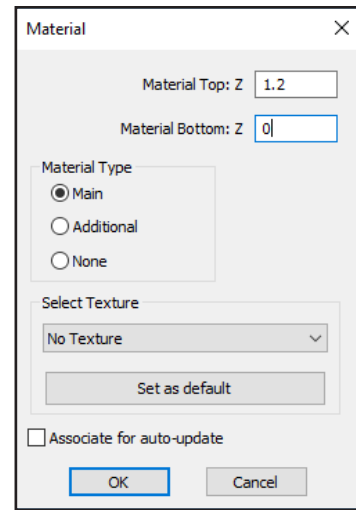 Material
Material Top: Z 1.2
Material Bottom: Z 0
Material Type
Main
Additional
None
Select Texture
No Texture
Set as default
Associate for auto-update
OK Cancel